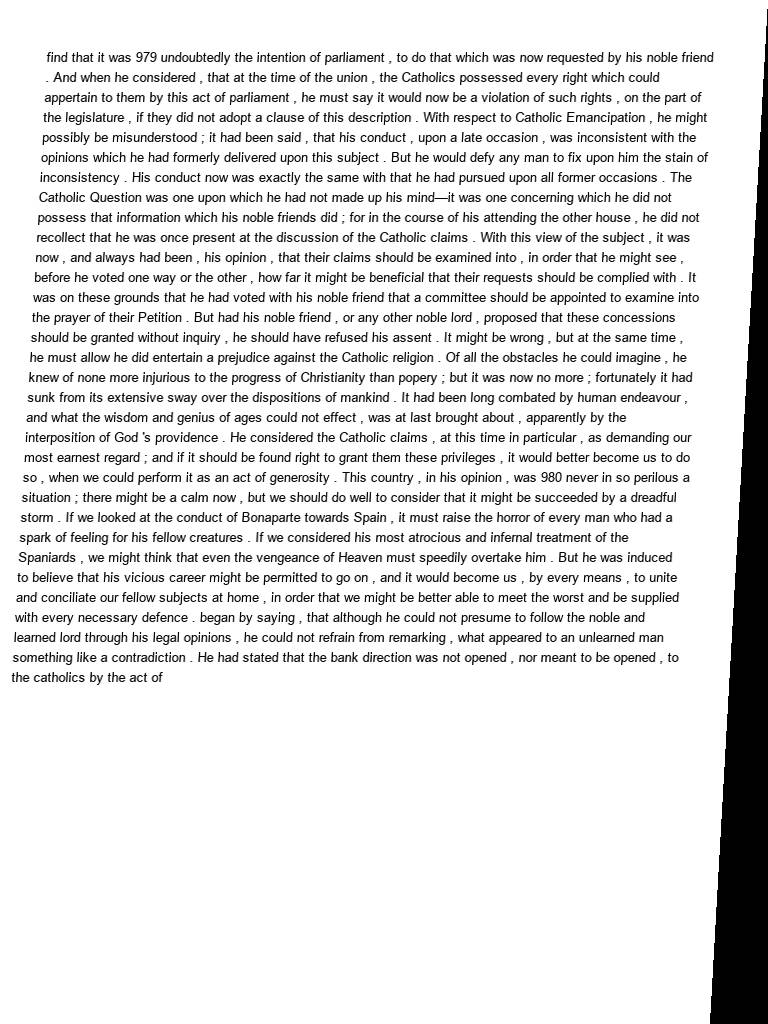 find that it was 979 undoubtedly the intention of parliament , to do that which was now requested by his noble friend
. And when he considered , that at the time of the union , the Catholics possessed every right which could
appertain to them by this act of parliament , he must say it would now be a violation of such rights , on the part of
the legislature , if they did not adopt a clause of this description . With respect to Catholic Emancipation , he might
possibly be misunderstood ; it had been said , that his conduct , upon a late occasion , was inconsistent with the
opinions which he had formerly delivered upon this subject . But he would defy any man to fix upon him the stain of
inconsistency . His conduct now was exactly the same with that he had pursued upon all former occasions . The
Catholic Question was one upon which he had not made up his mind—it was one concerning which he did not
possess that information which his noble friends did ; for in the course of his attending the other house , he did not
recollect that he was once present at the discussion of the Catholic claims . With this view of the subject , it was
now , and always had been , his opinion , that their claims should be examined into , in order that he might see ,
before he voted one way or the other , how far it might be beneficial that their requests should be complied with . It
was on these grounds that he had voted with his noble friend that a committee should be appointed to examine into
the prayer of their Petition . But had his noble friend , or any other noble lord , proposed that these concessions
should be granted without inquiry , he should have refused his assent . It might be wrong , but at the same time ,
he must allow he did entertain a prejudice against the Catholic religion . Of all the obstacles he could imagine , he
knew of none more injurious to the progress of Christianity than popery ; but it was now no more ; fortunately it had
sunk from its extensive sway over the dispositions of mankind . It had been long combated by human endeavour ,
and what the wisdom and genius of ages could not effect , was at last brought about , apparently by the
interposition of God 's providence . He considered the Catholic claims , at this time in particular , as demanding our
most earnest regard ; and if it should be found right to grant them these privileges , it would better become us to do
so , when we could perform it as an act of generosity . This country , in his opinion , was 980 never in so perilous a
situation ; there might be a calm now , but we should do well to consider that it might be succeeded by a dreadful
storm . If we looked at the conduct of Bonaparte towards Spain , it must raise the horror of every man who had a
spark of feeling for his fellow creatures . If we considered his most atrocious and infernal treatment of the
Spaniards , we might think that even the vengeance of Heaven must speedily overtake him . But he was induced
to believe that his vicious career might be permitted to go on , and it would become us , by every means , to unite
and conciliate our fellow subjects at home , in order that we might be better able to meet the worst and be supplied
with every necessary defence . began by saying , that although he could not presume to follow the noble and
learned lord through his legal opinions , he could not refrain from remarking , what appeared to an unlearned man
something like a contradiction . He had stated that the bank direction was not opened , nor meant to be opened , to
the catholics by the act of